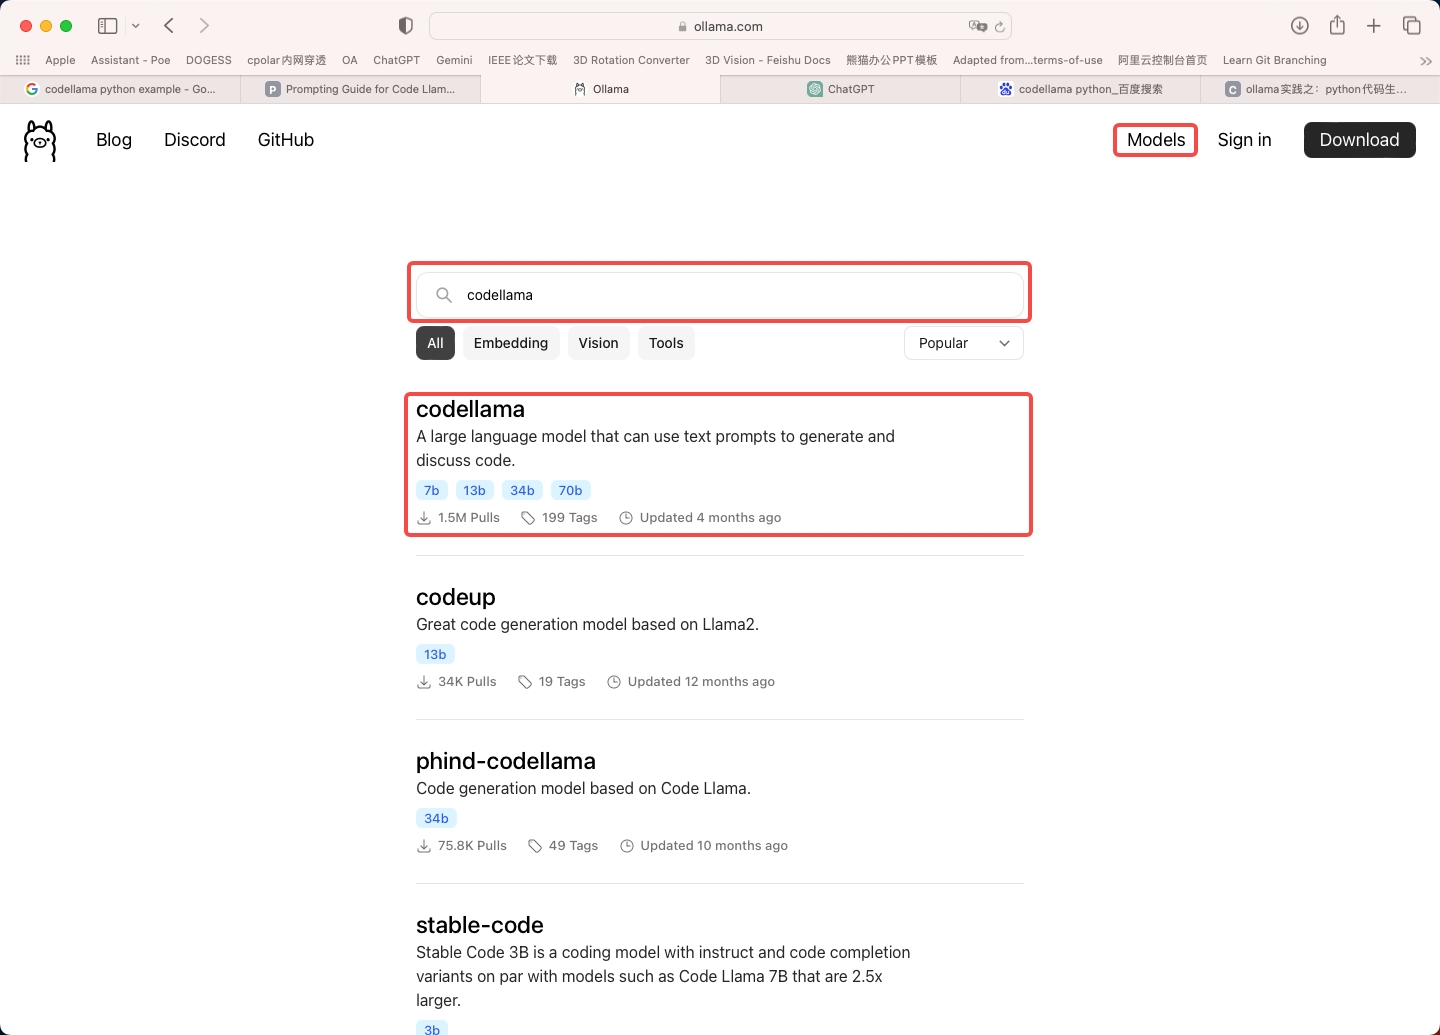 ollama.com
Apple Assistant - Poe DOGESS cpolar内网穿透 OA ChatGPT Gemini IEEE论文下载 3D Rotation Converter 3D Vision - Feishu Docs 熊猫办公PPT模板 Adapted from...terms-of-use 阿里云控制台首页 Learn Git Branching
codellama python example - Go... Prompting Guide for Code Llam... Ollama ChatGPT codellama python_百度搜索 ollama实践之：python代码生...
Blog Discord GitHub Models Sign in Download
codellama
All Embedding Vision Tools Popular
codellama
A large language model that can use text prompts to generate and
discuss code.
7b 13b 34b 70b
1.5M Pulls 199 Tags Updated 4 months ago
codeup
Great code generation model based on Llama2.
13b
34K Pulls 19 Tags Updated 12 months ago
phind-codellama
Code generation model based on Code Llama.
34b
75.8K Pulls 49 Tags Updated 10 months ago
stable-code
Stable Code 3B is a coding model with instruct and code completion
variants on par with models such as Code Llama 7B that are 2.5x
larger.
3b